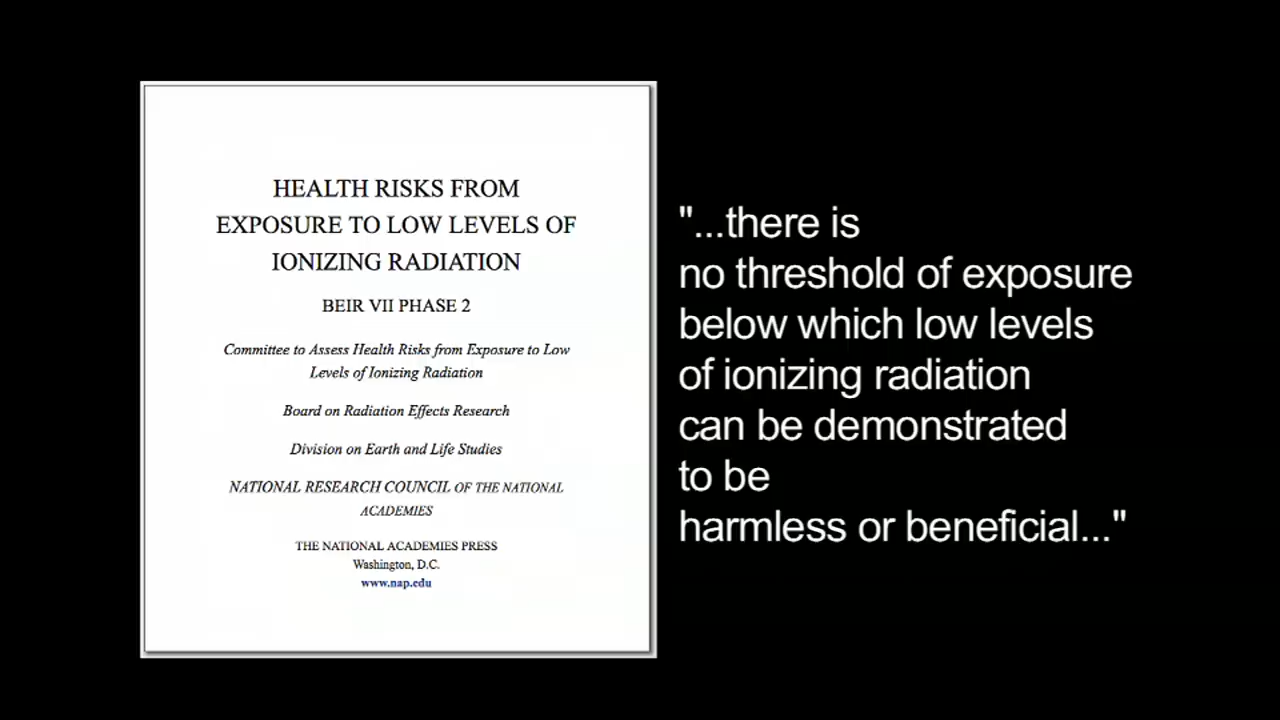 HEALTH RISKS FROM
EXPOSURE TO LOW LEVELS OF
IONIZING RADIATION
BEIR VII PHASE 2
Committee to Assess Health Risks from Exposure to Low
Levels of Ionizing Radiation
Board on Radiation Effects Research
Division on Earth and Life Studies
NATIONAL RESEARCH COUNCIL OF THE NATIONAL
ACADEMIES
THE NATIONAL ACADEMIES PRESS
Washington, D.C.
www.nap.edu
"...there is
no threshold of exposure
below which low levels
of ionizing radiation
can be demonstrated
to be
harmless or beneficial..."